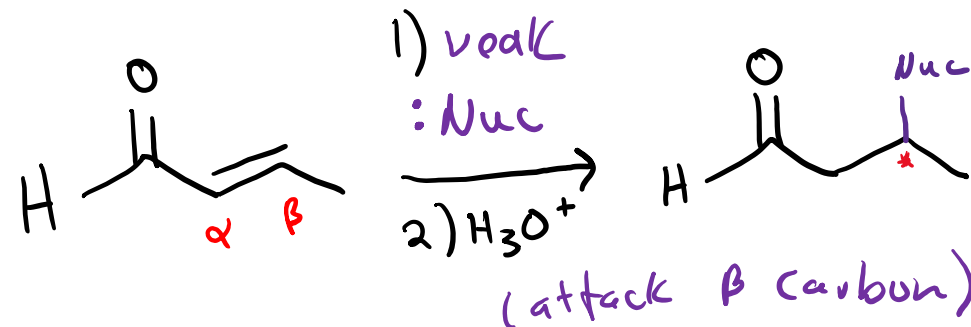 O
H
α
β
1) weak
:Nuc
2) H₃O⁺
O
Nuc
H
*
(attack β carbon)